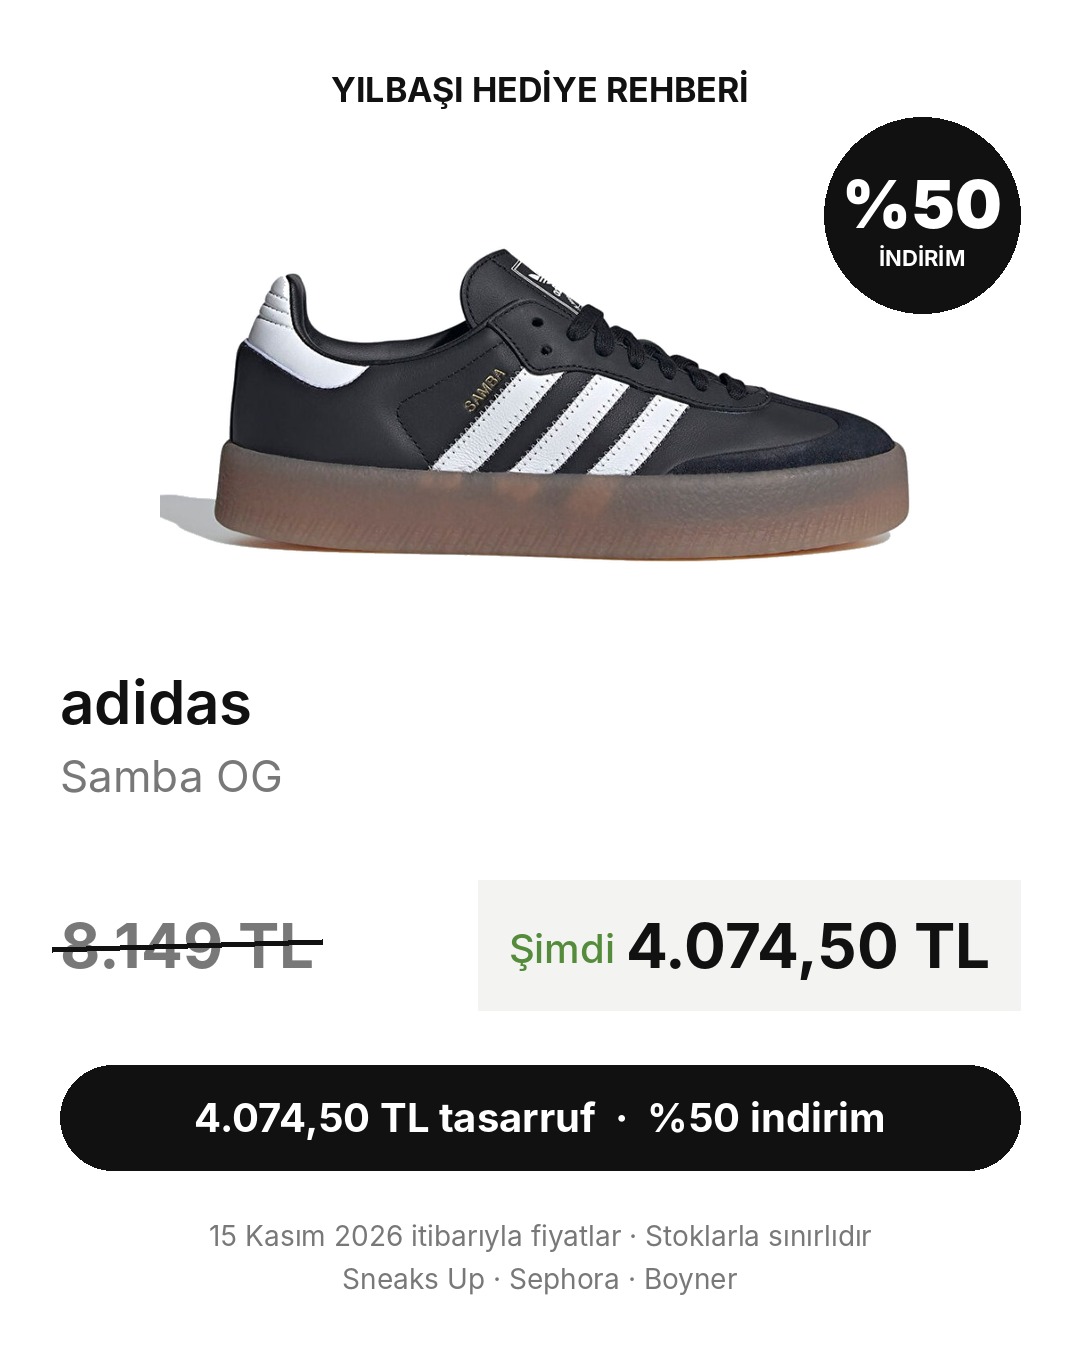 YILBAŞI HEDİYE REHBERİ
%50
İNDİRİM
SAMBA
adidas
Samba OG
8.149 TL
Şimdi 4.074,50 TL
4.074,50 TL tasarruf · %50 indirim
15 Kasım 2026 itibarıyla fiyatlar · Stoklarla sınırlıdır
Sneaks Up · Sephora · Boyner